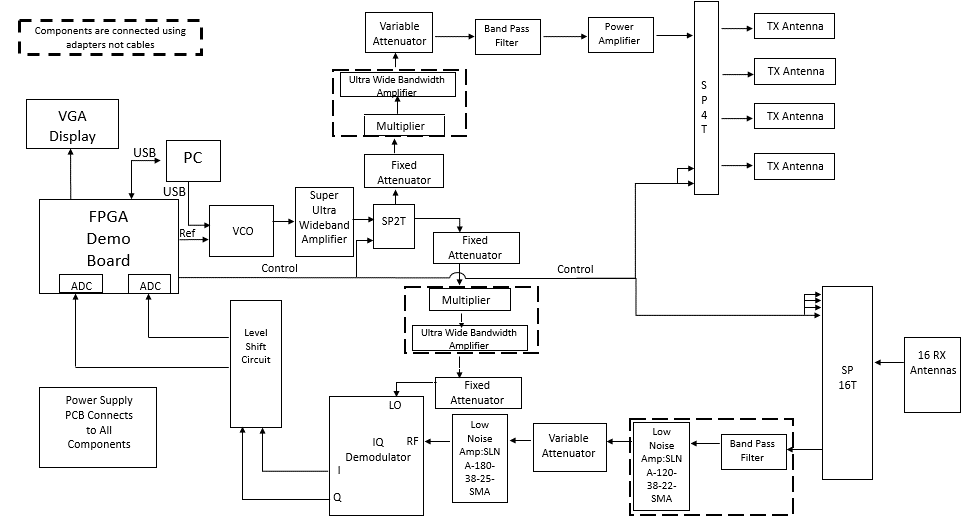 Components are connected using
adapters not cables
Variable
Attenuator
Band Pass
Filter
Power
Amplifier
S
P
4
T
TX Antenna
TX Antenna
TX Antenna
TX Antenna
Ultra Wide Bandwidth
Amplifier
Multiplier
Fixed
Attenuator
VGA
Display
USB
PC
USB
FPGA
Demo
Board
ADC
ADC
Ref
VCO
Super
Ultra
Wideband
Amplifier
SP2T
Fixed
Attenuator
Control
Control
Multiplier
Ultra Wide Bandwidth
Amplifier
Fixed
Attenuator
Level
Shift
Circuit
SP
16T
16 RX
Antennas
Power Supply
PCB Connects
to All
Components
LO
IQ
Demodulator
RF
I
Q
Low
Noise
Amp:SLN
A-180-
38-25-
SMA
Variable
Attenuator
Low
Noise
Amp:SLN
A-120-
38-22-
SMA
Band Pass
Filter